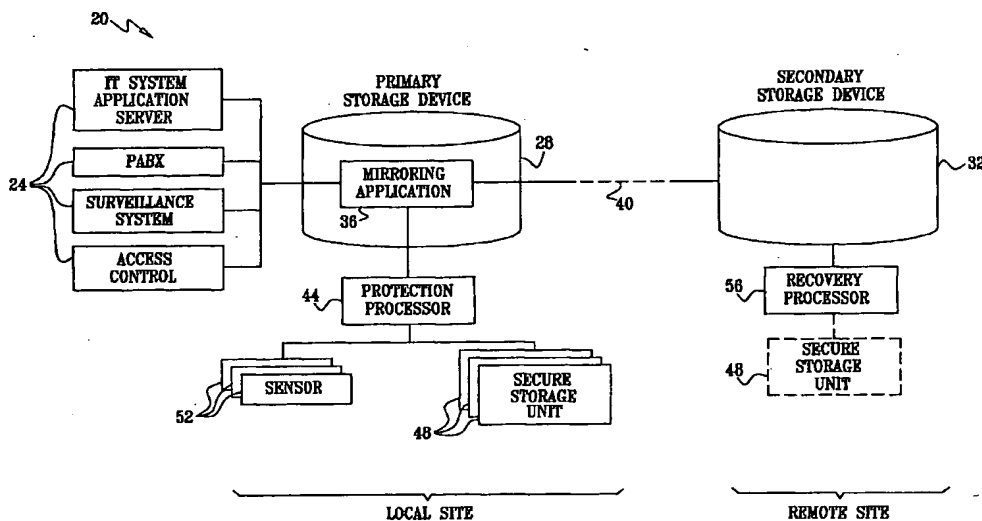 20
IT SYSTEM
APPLICATION
SERVER
PABX
SURVEILLANCE
SYSTEM
ACCESS
CONTROL
24
PRIMARY
STORAGE DEVICE
28
MIRRORING
APPLICATION
36
40
SECONDARY
STORAGE DEVICE
32
44
PROTECTION
PROCESSOR
56
RECOVERY
PROCESSOR
SENSOR
52
SECURE
STORAGE
UNIT
48
48
SECURE
STORAGE
UNIT
LOCAL SITE
REMOTE SITE